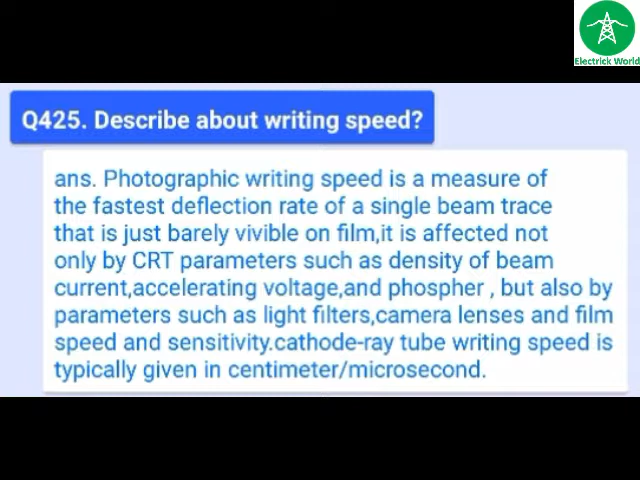 Electrick World
Q425. Describe about writing speed?
ans. Photographic writing speed is a measure of
the fastest deflection rate of a single beam trace
that is just barely vivible on film,it is affected not
only by CRT parameters such as density of beam
current,accelerating voltage,and phospher , but also by
parameters such as light filters,camera lenses and film
speed and sensitivity.cathode-ray tube writing speed is
typically given in centimeter/microsecond.